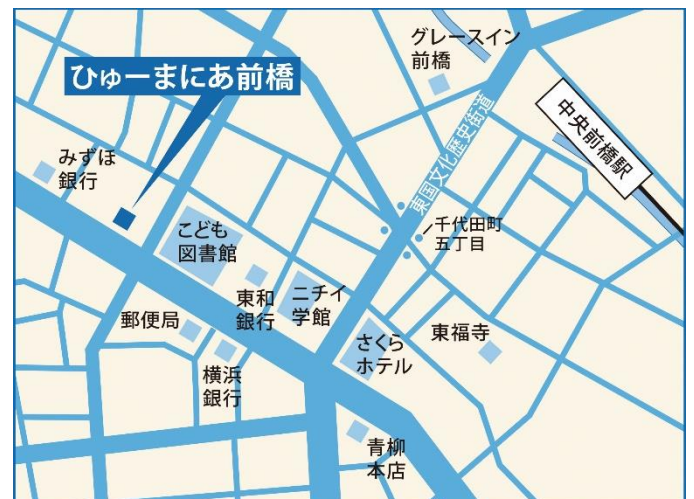 グレースイン
前橋
ひゅーまにあ前橋
中央前橋駅
東国文化歴史街道
みずほ
銀行
千代田町
五丁目
こども
図書館
東和
銀行
ニチイ
学館
郵便局
さくら
ホテル
東福寺
横浜
銀行
青柳
本店